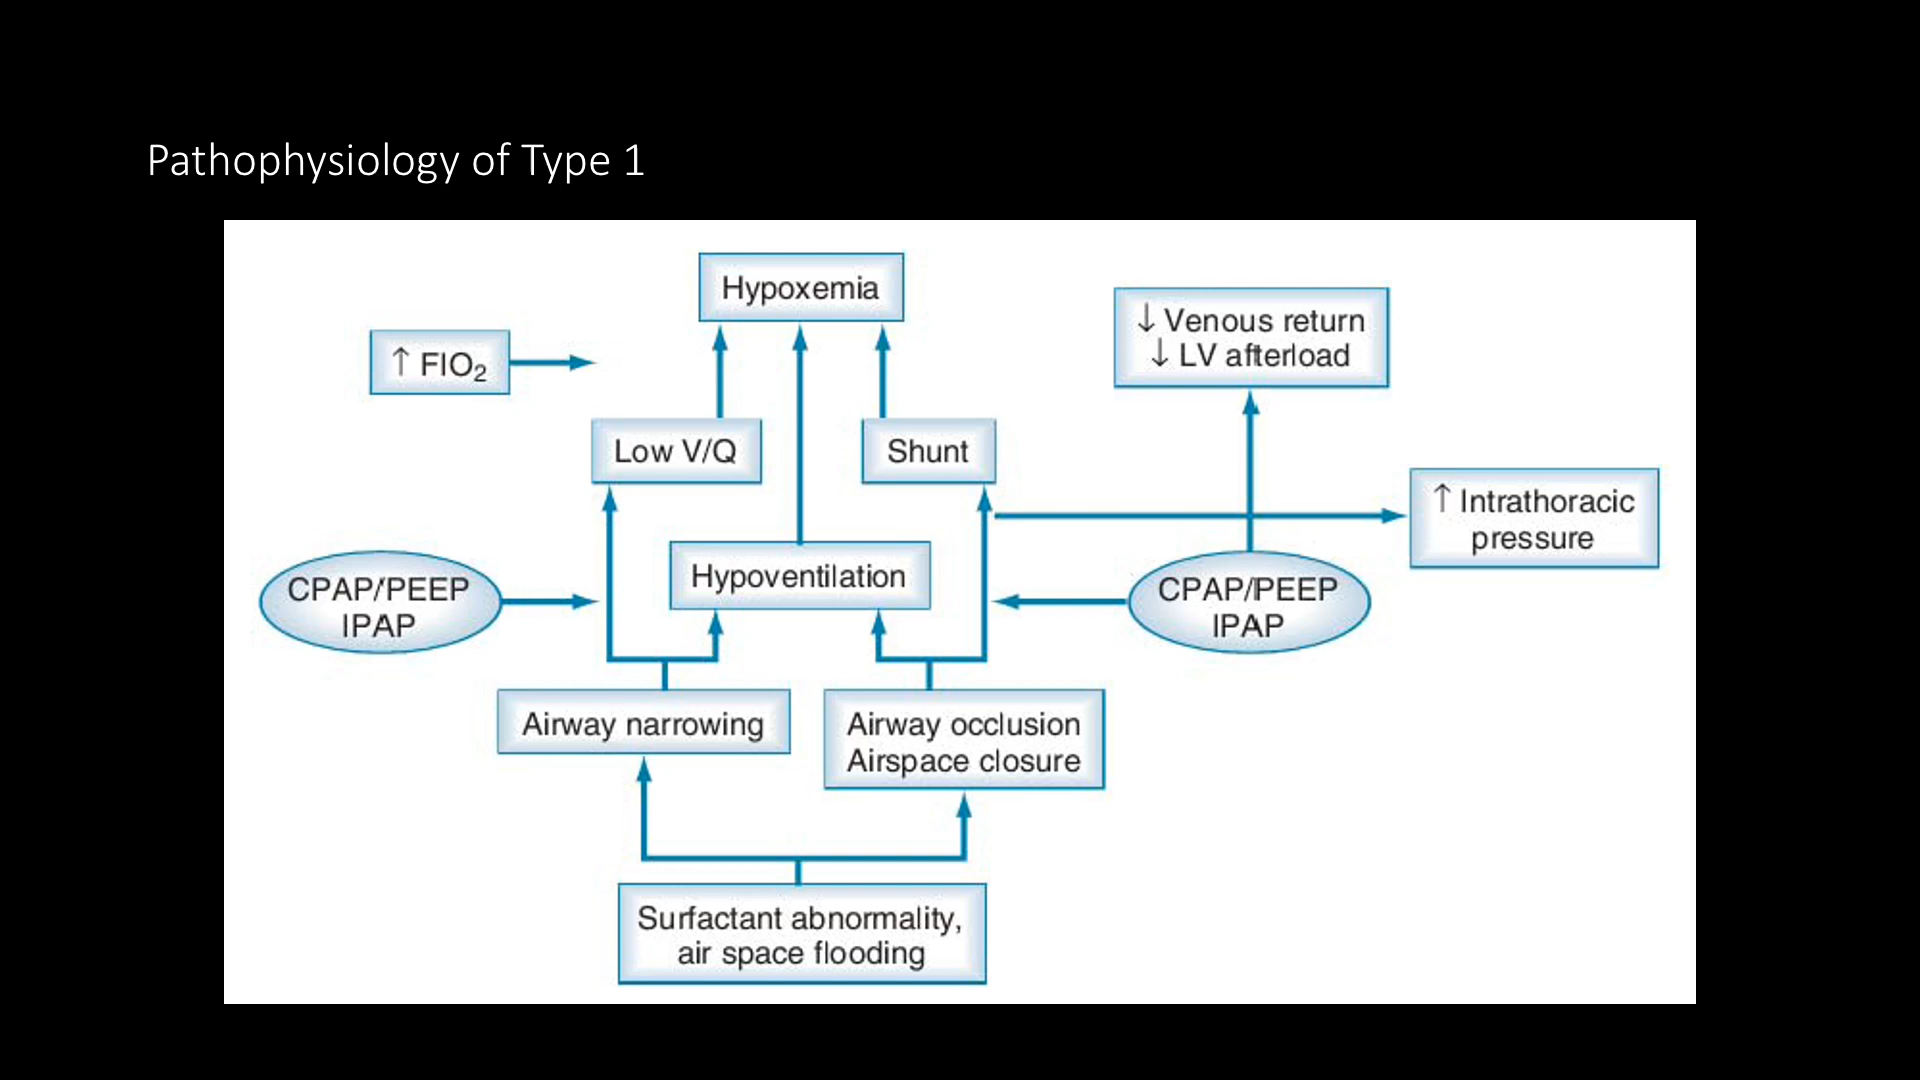 Pathophysiology of Type 1
Hypoxemia
↑ FIO₂
↓ Venous return
↓ LV afterload
Low V/Q
Shunt
↑ Intrathoracic
pressure
CPAP/PEEP
IPAP
Hypoventilation
CPAP/PEEP
IPAP
Airway narrowing
Airway occlusion
Airspace closure
Surfactant abnormality,
air space flooding